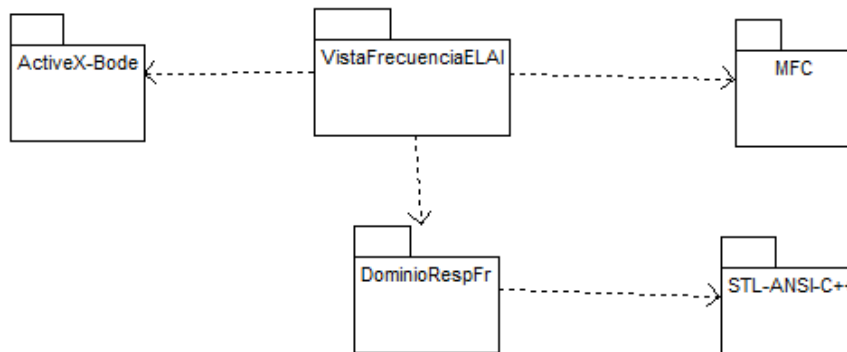 ActiveX-Bode
VistaFrecuenciaELAI
MFC
DominioRespFr
STL-ANSI-C++